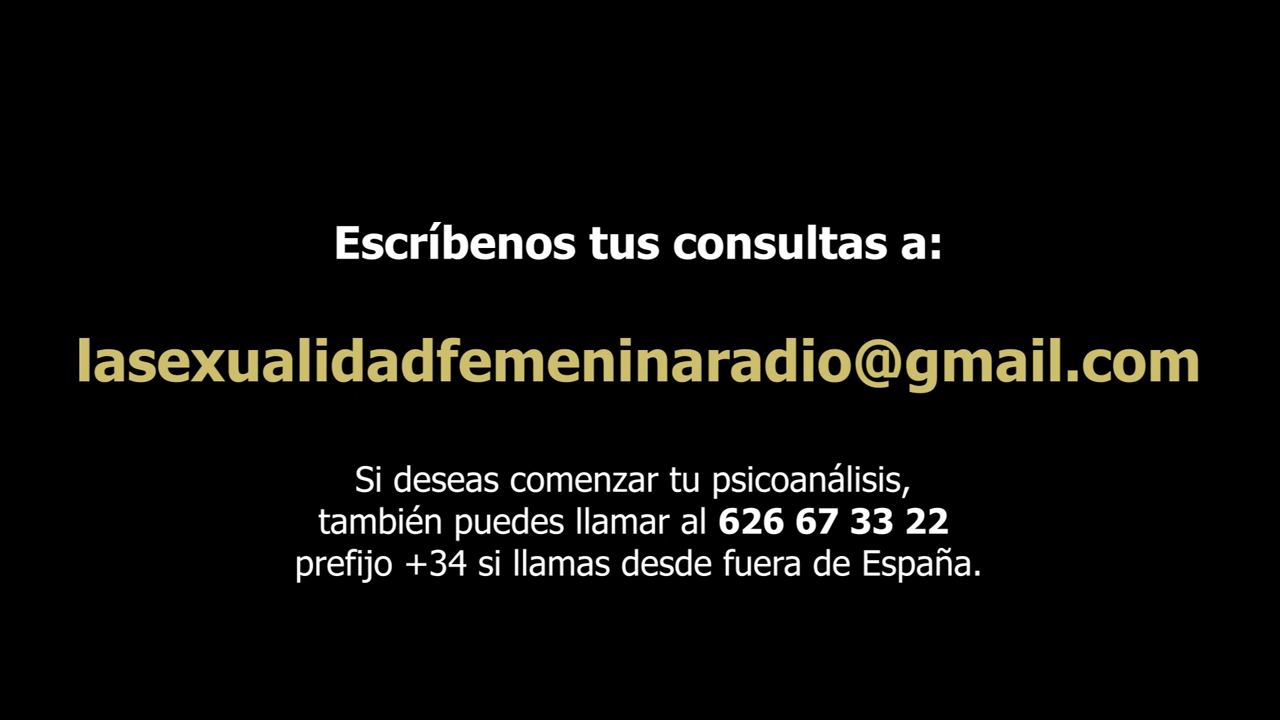 Escríbenos tus consultas a:
lasexualidadfemeninaradio@gmail.com
Si deseas comenzar tu psicoanálisis,
también puedes llamar al 626 67 33 22
prefijo +34 si llamas desde fuera de España.